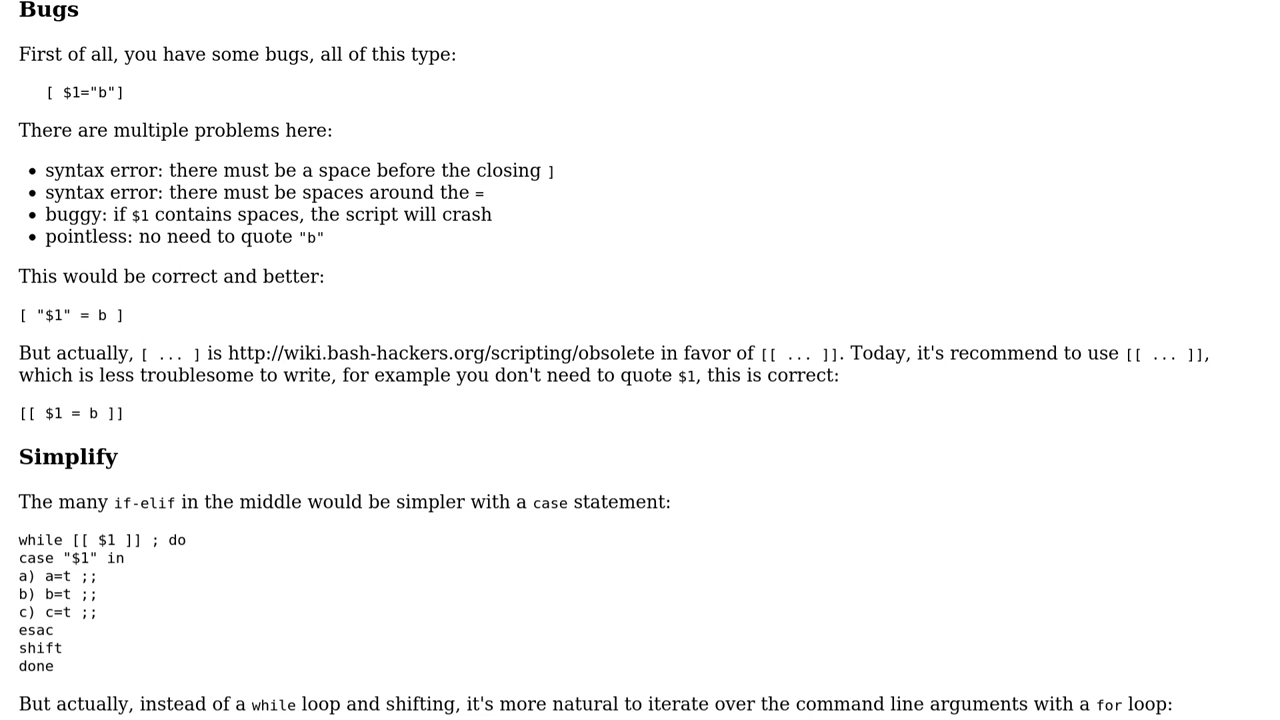 Bugs
First of all, you have some bugs, all of this type:
[ $1="b"]
There are multiple problems here:
• syntax error: there must be a space before the closing ]
• syntax error: there must be spaces around the =
• buggy: if $1 contains spaces, the script will crash
• pointless: no need to quote "b"
This would be correct and better:
[ "$1" = b ]
But actually, [ ... ] is http://wiki.bash-hackers.org/scripting/obsolete in favor of [[ ... ]]. Today, it's recommend to use [[ ... ]],
which is less troublesome to write, for example you don't need to quote $1, this is correct:
[[ $1 = b ]]
Simplify
The many if-elif in the middle would be simpler with a case statement:
while [[ $1 ]] ; do
case "$1" in
a) a=t ;;
b) b=t ;;
c) c=t ;;
esac
shift
done
But actually, instead of a while loop and shifting, it's more natural to iterate over the command line arguments with a for loop: